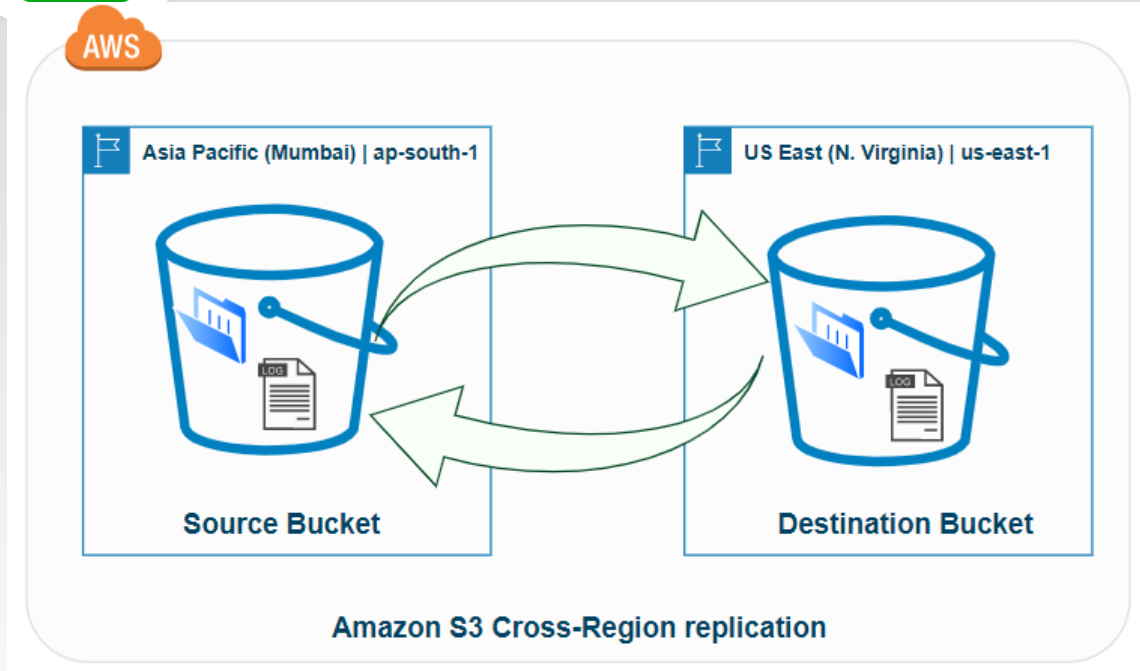 AWS
Asia Pacific (Mumbai) | ap-south-1
US East (N. Virginia) | us-east-1
LOG
LOG
Source Bucket
Destination Bucket
Amazon S3 Cross-Region replication